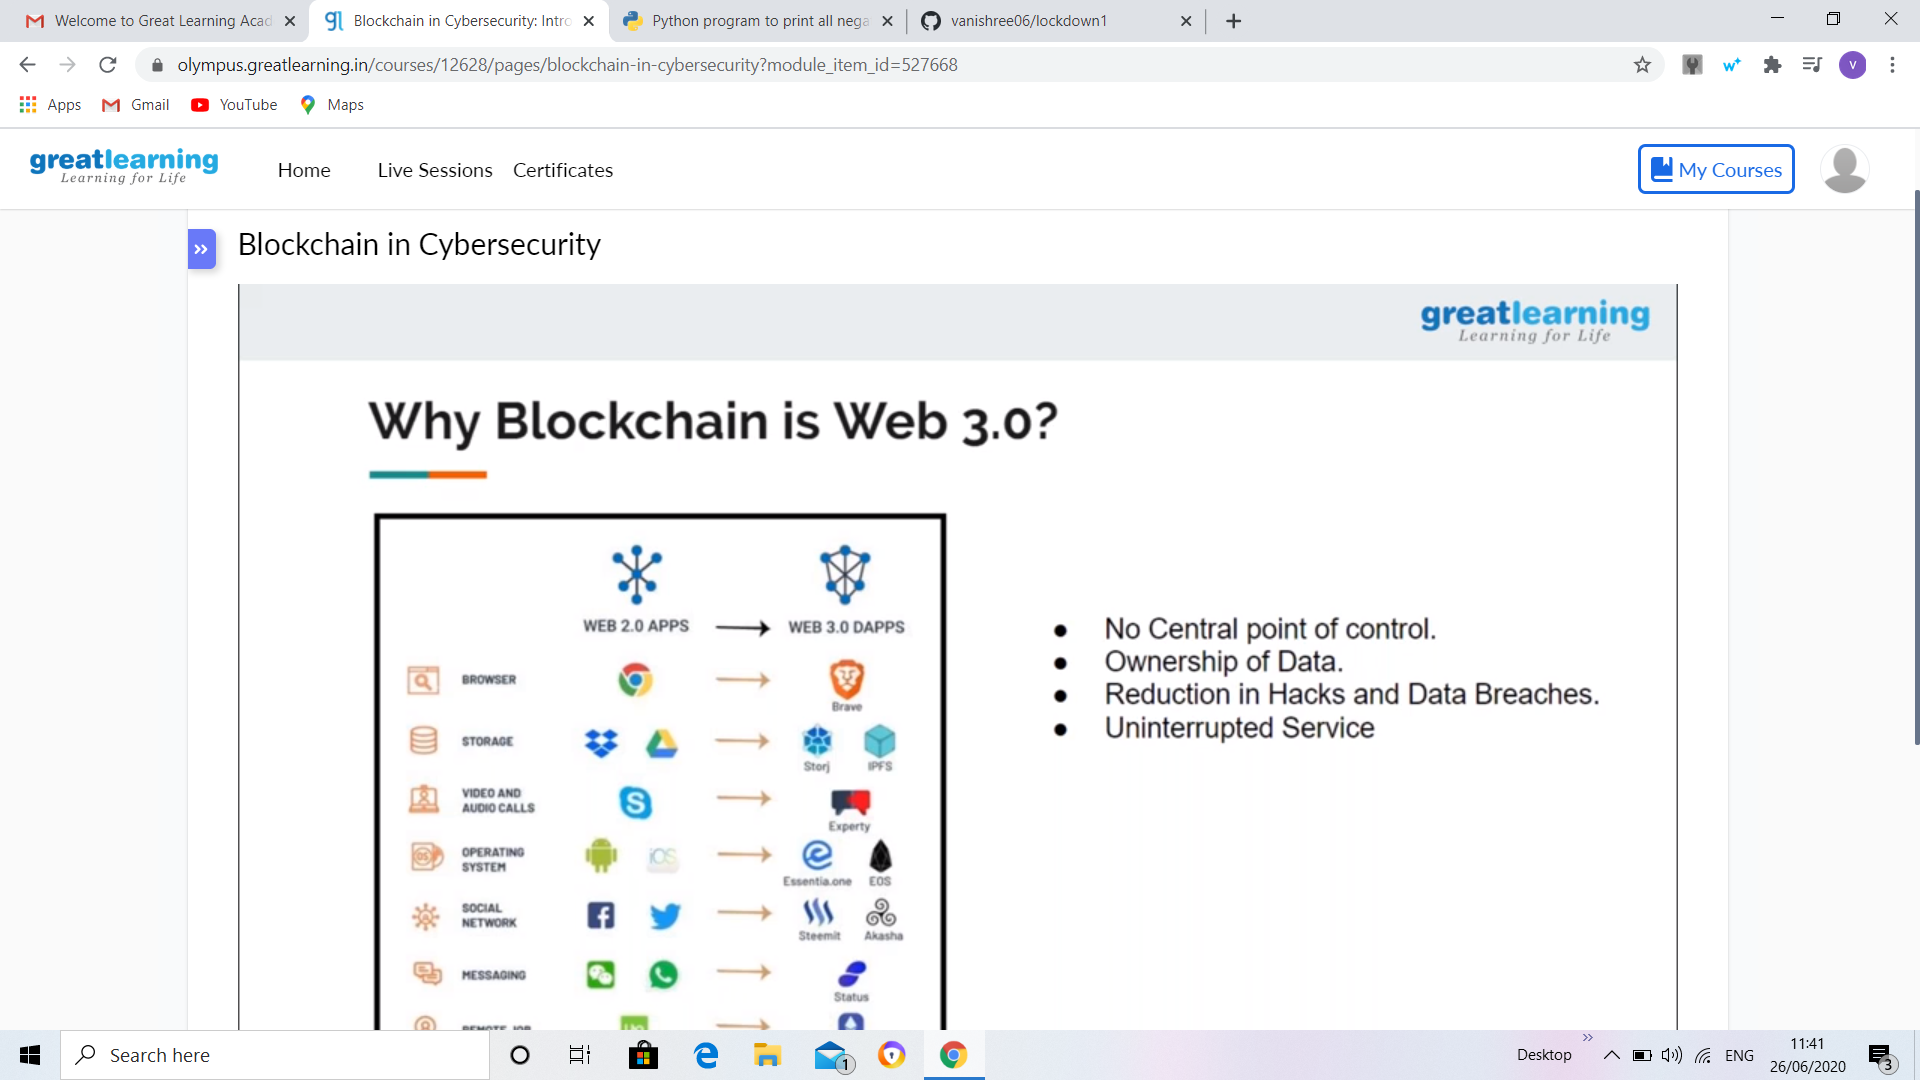 Welcome to Great Learning Acad
Blockchain in Cybersecurity: Intro
Python program to print all nega
vanishree06/lockdown1
olympus.greatlearning.in/courses/12628/pages/blockchain-in-cybersecurity?module_item_id=527668
V
Apps
Gmail
YouTube
Maps
greatlearning
Learning for Life
Home
Live Sessions
Certificates
My Courses
Blockchain in Cybersecurity
greatlearning
Learning for Life
Why Blockchain is Web 3.0?
WEB 2.0 APPS
WEB 3.0 DAPPS
BROWSER
Brave
STORAGE
Storj
IPFS
VIDEO AND
AUDIO CALLS
Experty
OPERATING
SYSTEM
iOS
Essentia.one
EOS
SOCIAL
NETWORK
Steemit
Akasha
MESSAGING
Status
REMOTE JOB
No Central point of control.
Ownership of Data.
Reduction in Hacks and Data Breaches.
Uninterrupted Service
Search here
1
Desktop
ENG
11:41
26/06/2020
3